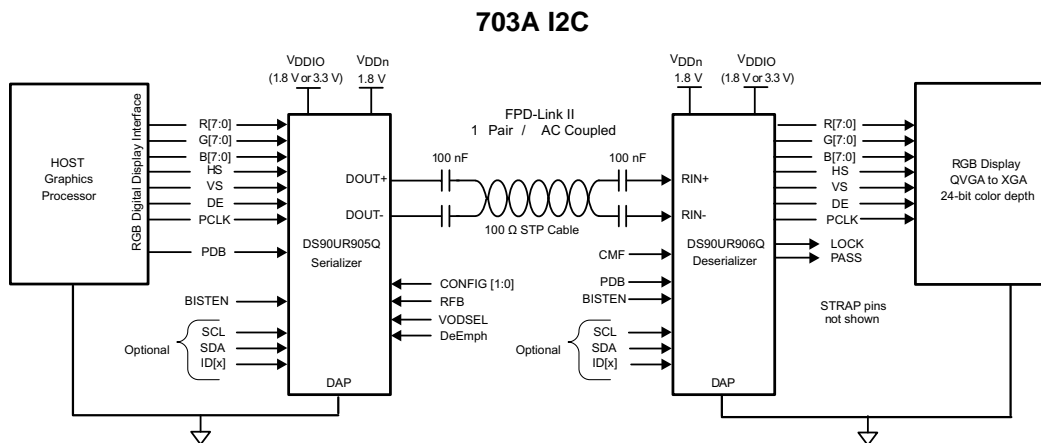 703A I2C
VDDIO
(1.8 V or 3.3 V)
VDDn
1.8 V
VDDn
1.8 V
VDDIO
(1.8 V or 3.3 V)
FPD-Link II
1 Pair / AC Coupled
HOST
Graphics
Processor
RGB Digital Display Interface
R[7:0]
G[7:0]
B[7:0]
HS
VS
DE
PCLK
PDB
BISTEN
Optional
SCL
SDA
ID[x]
DOUT+
DOUT-
DS90UR905Q
Serializer
DAP
100 nF
100 nF
100 Ω STP Cable
CONFIG [1:0]
RFB
VODSEL
DeEmph
CMF
PDB
BISTEN
Optional
SCL
SDA
ID[x]
RIN+
RIN-
DS90UR906Q
Deserializer
DAP
R[7:0]
G[7:0]
B[7:0]
HS
VS
DE
PCLK
LOCK
PASS
STRAP pins
not shown
RGB Display
QVGA to XGA
24-bit color depth